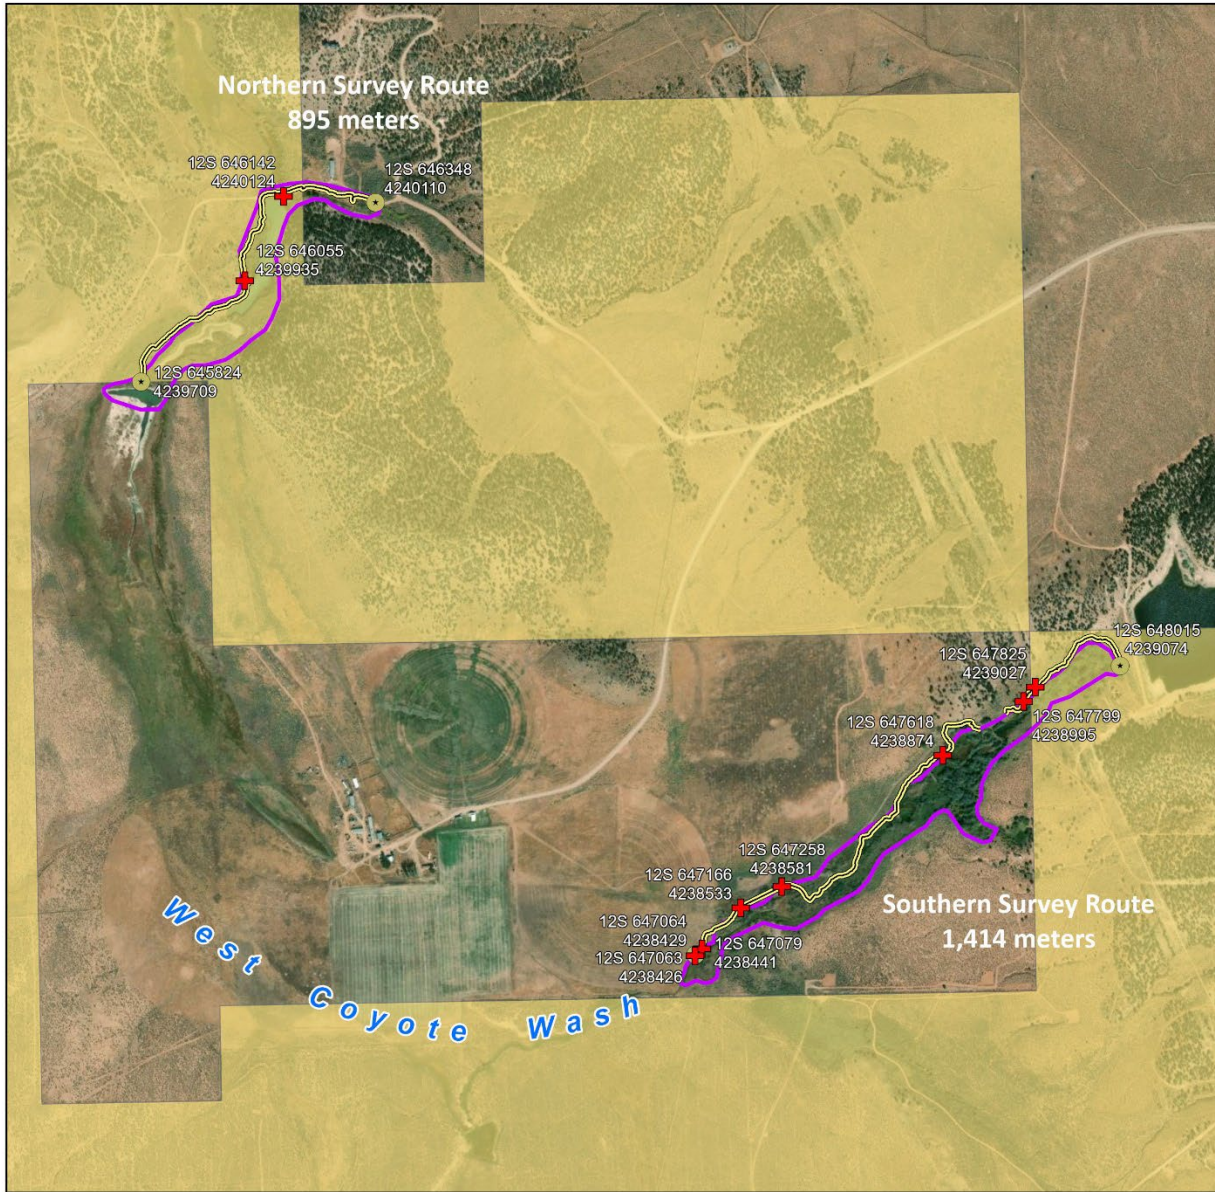 Northern Survey Route
895 meters
12S 646142
4240124
12S 646348
4240110
12S 646055
4239935
12S 645824
4239709
12S 648015
4239074
12S 647825
4239027
12S 647799
4238995
12S 647618
4238874
12S 647258
4238581
12S 647166
4238533
12S 647064
4238429
12S 647079
4238441
12S 647063
4238426
Southern Survey Route
1,414 meters
West Coyote Wash